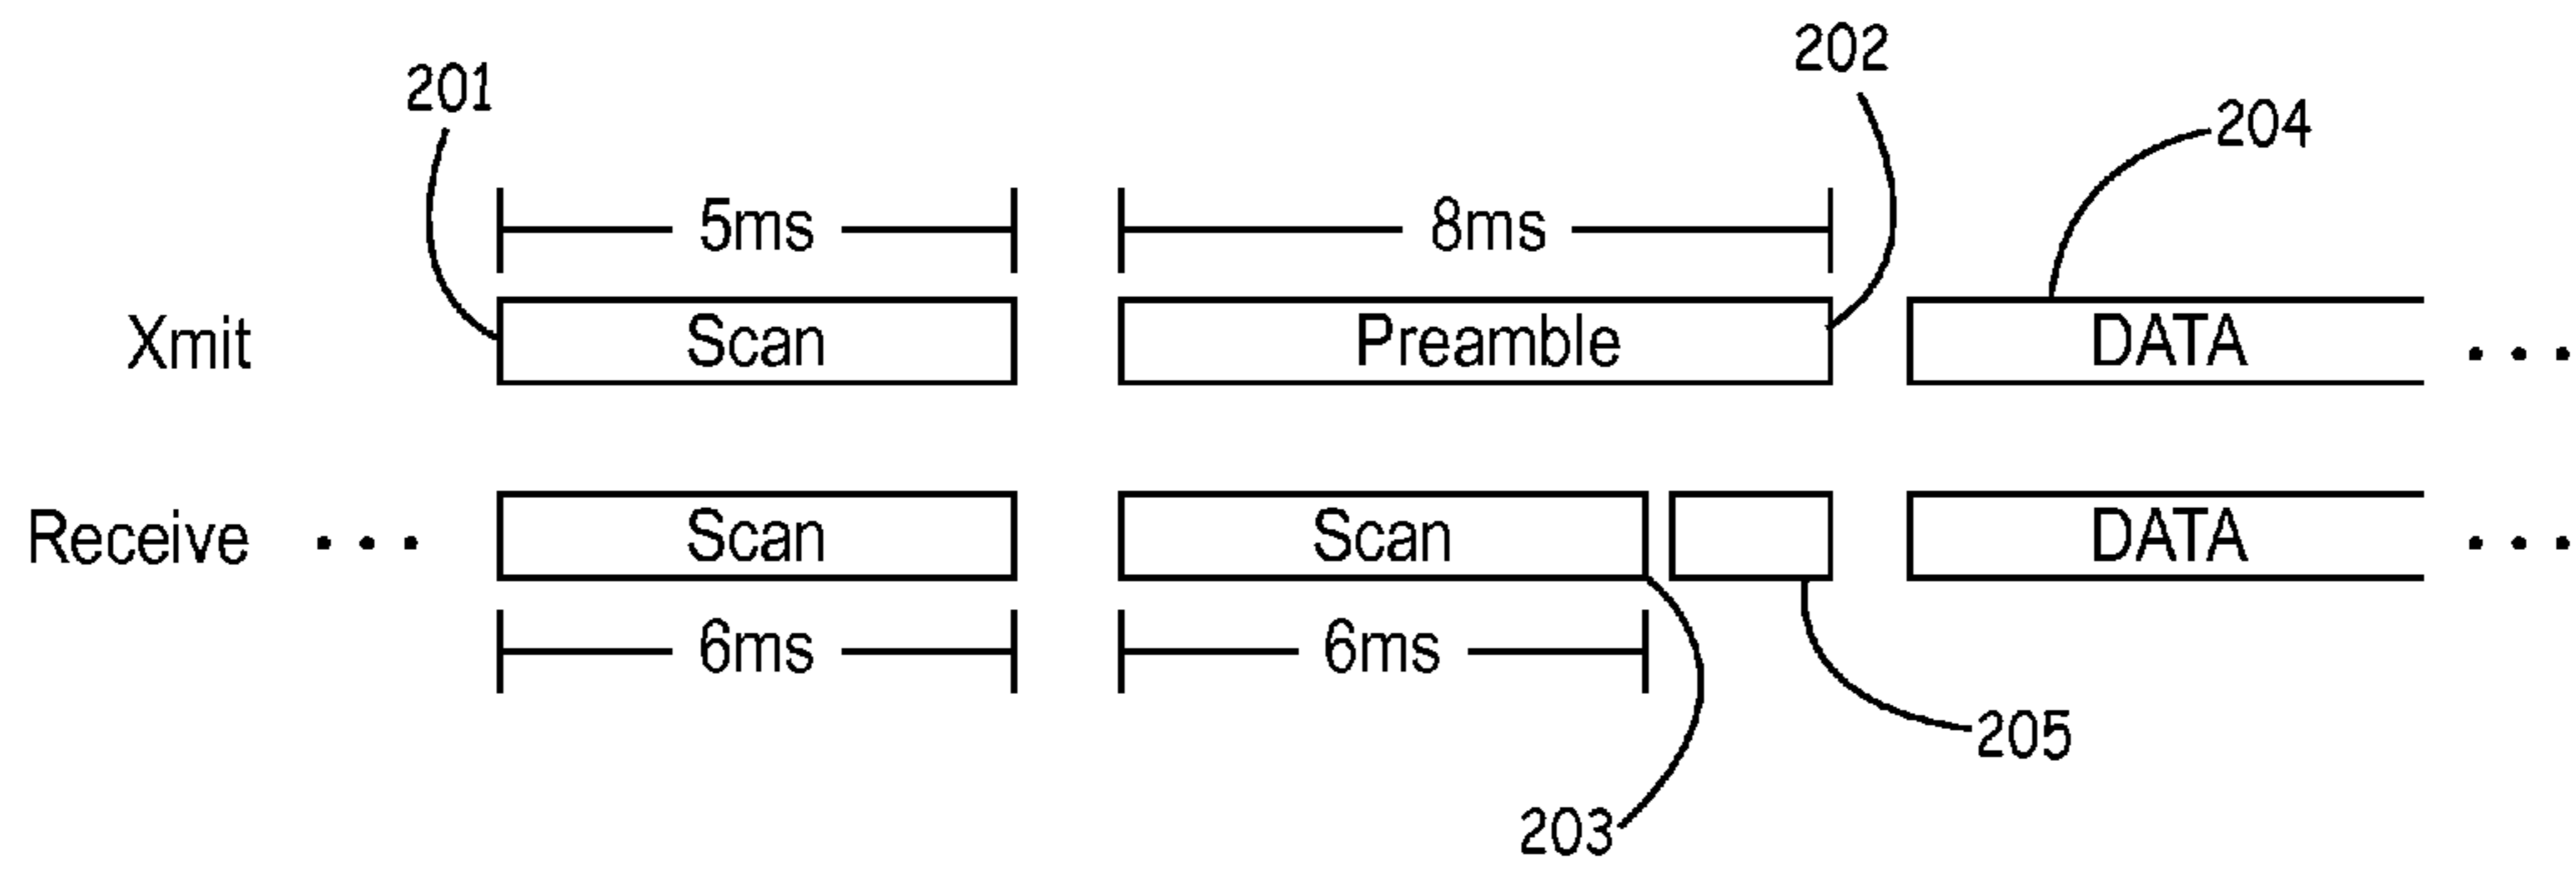 202
201
204
5ms 8ms
Xmit Scan Preamble DATA ...
Receive ... Scan Scan DATA ...
6ms 6ms
205
203